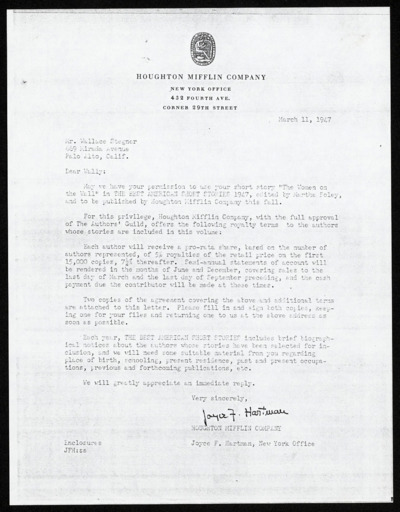 HOUGHTON MIFFLIN COMPANY
NEW YORK OFFICE
432 FOURTH AVE.
CORNER 29TH STREET
March 11, 1947
Mr. Wallace Stegner
Mirada Avenue
Palo Alto, Calif.
Dear Wally:
May we have your permission to use your short story "The Women on
the Wall" in THE BEST AMERICAN SHORT STORIES 1947, edited by Martha Foley,
and to be published by Houghton Mifflin Company this fall.
For this privilege, Houghton Mifflin Company, with the full approval
of The Authors' Guild, offers the following royalty terms to the authors
whose stories are included in this volume:
Each author will receive a pro-rata share, based on the number of
authors represented, of 5% royalties of the retail price on the first
15,000 copies, 7½% thereafter. Semi-annual statements of account will
be rendered in the months of June and December, covering sales to the
last day of March and the last day of September preceding, and the cash
payment due the contributor will be made at those times.
Two copies of the agreement covering the above and additional terms
are attached to this letter. Please fill in and sign both copies, keep-
ing one for your files and returning one to us at the above address as
soon as possible.
Each year, THE BEST AMERICAN SHORT STORIES includes brief biograph-
ical notices about the authors whose stories have been selected for in-
clusion, and we will need some suitable material from you regarding
place of birth, schooling, present residence, past and present occupa-
tions, previous and forthcoming publications, etc.
We will greatly appreciate an immediate reply.
Very sincerely,
Joyce F. Hartman
HOUGHTON MIFFLIN COMPANY
Inclosures
Joyce F. Hartman, New York Office